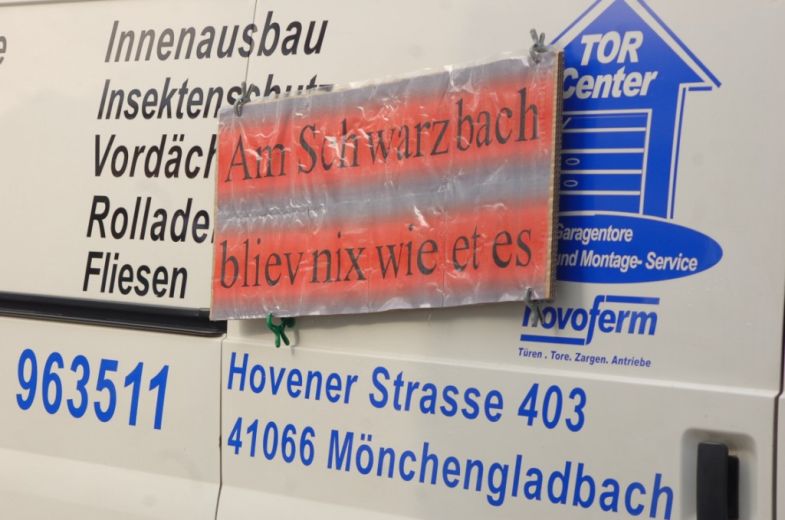 Innenausbau
Insektenschutz
Vordäch
Rollade
Fliesen
Am Schwarzbach
bliev nix wie et es
TOR
Center
Garagentore
und Montage- Service
novoferm
Türen . Tore. Zargen. Antriebe
963511
Hovener Strasse 403
41066 Mönchengladbach